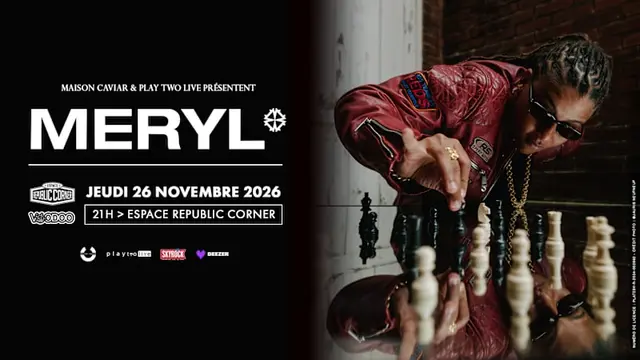 MAISON CAVIAR & PLAY TWO LIVE PRÉSENTENT
MERYL
REPUBLIC CORNER
JEUDI 26 NOVEMBRE 2026
VOODOO
21H > ESPACE REPUBLIC CORNER
play two live
SKYROCK
DEEZER